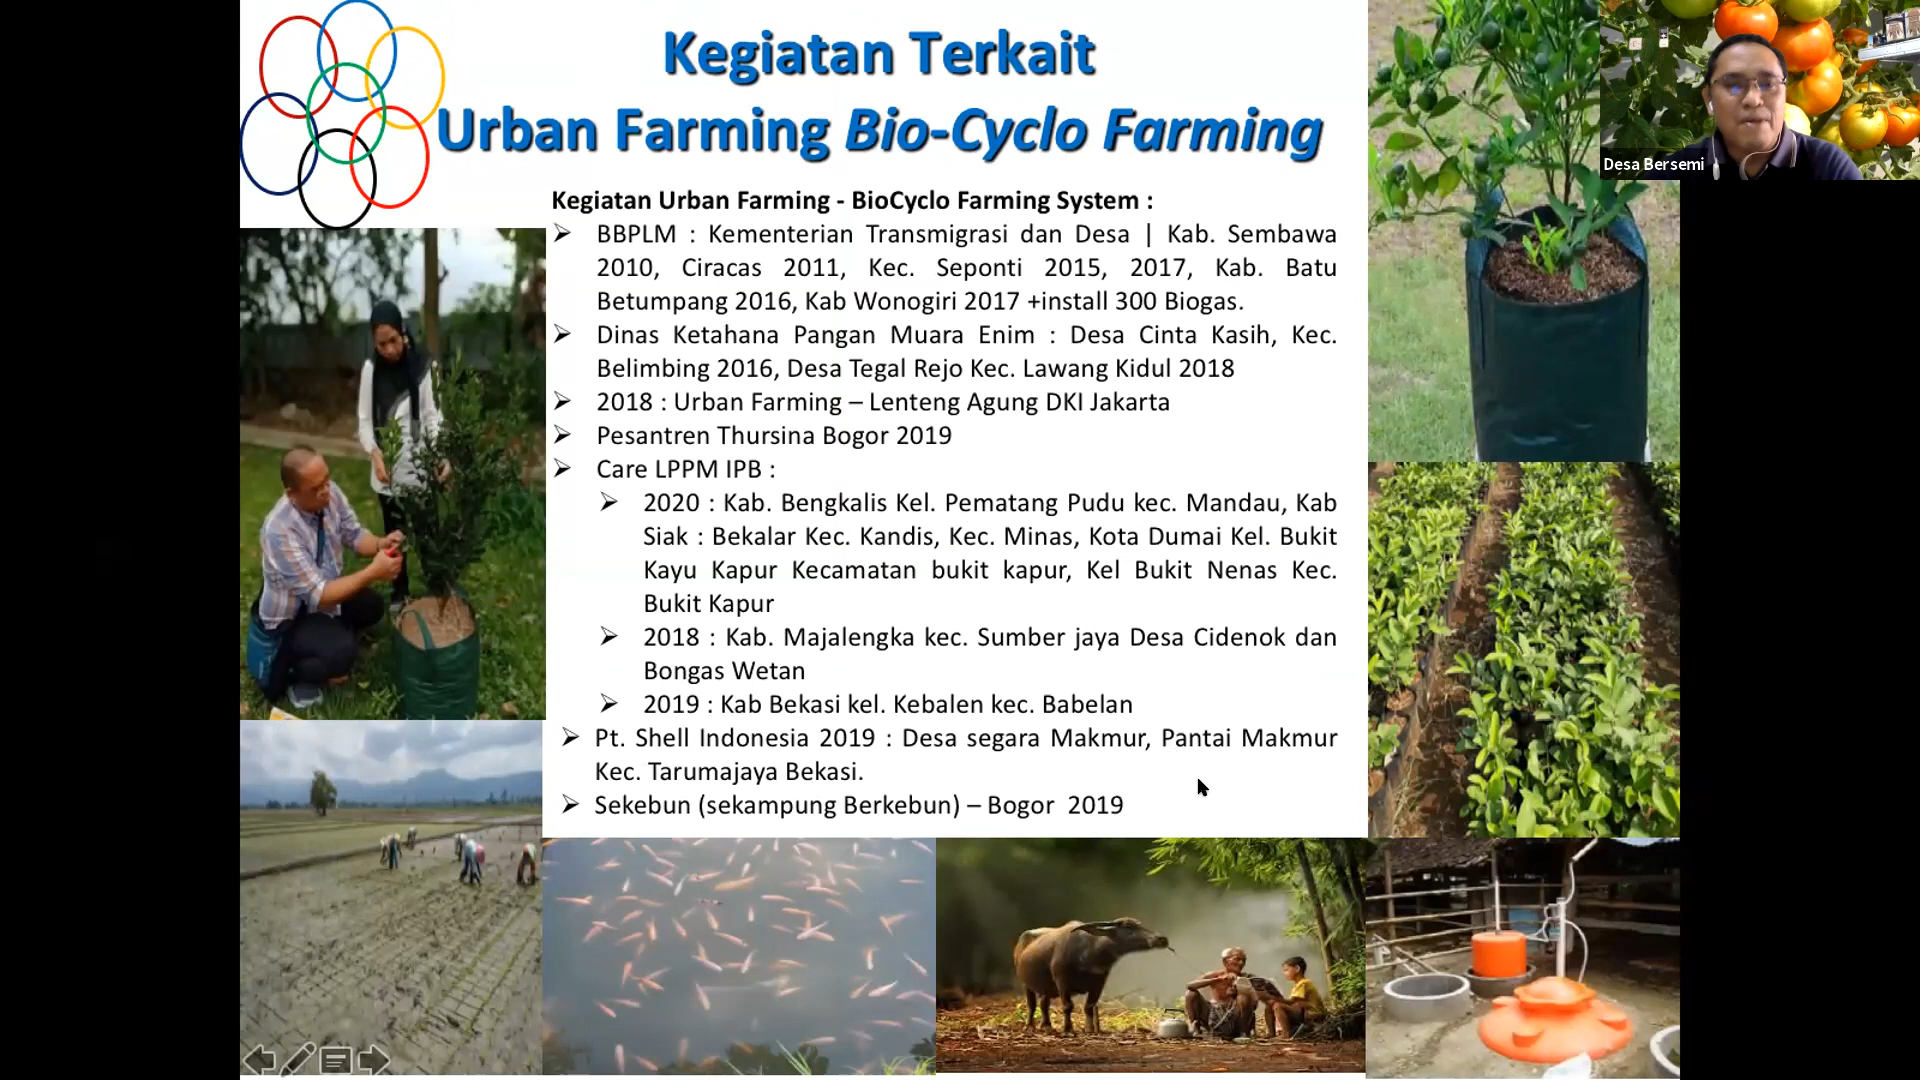 Kegiatan Terkait
Urban Farming Bio-Cyclo Farming
Desa Bersemi
Kegiatan Urban Farming - BioCyclo Farming System :
BBPLM : Kementerian Transmigrasi dan Desa | Kab. Sembawa
2010, Ciracas 2011, Kec. Seponti 2015, 2017, Kab. Batu
Betumpang 2016, Kab Wonogiri 2017 +install 300 Biogas.
Dinas Ketahana Pangan Muara Enim : Desa Cinta Kasih, Kec.
Belimbing 2016, Desa Tegal Rejo Kec. Lawang Kidul 2018
2018 : Urban Farming – Lenteng Agung DKI Jakarta
Pesantren Thursina Bogor 2019
Care LPPM IPB :
2020 : Kab. Bengkalis Kel. Pematang Pudu kec. Mandau, Kab
Siak : Bekalar Kec. Kandis, Kec. Minas, Kota Dumai Kel. Bukit
Kayu Kapur Kecamatan bukit kapur, Kel Bukit Nenas Kec.
Bukit Kapur
2018 : Kab. Majalengka kec. Sumber jaya Desa Cidenok dan
Bongas Wetan
2019 : Kab Bekasi kel. Kebalen kec. Babelan
Pt. Shell Indonesia 2019 : Desa segara Makmur, Pantai Makmur
Kec. Tarumajaya Bekasi.
Sekebun (sekampung Berkebun) – Bogor 2019